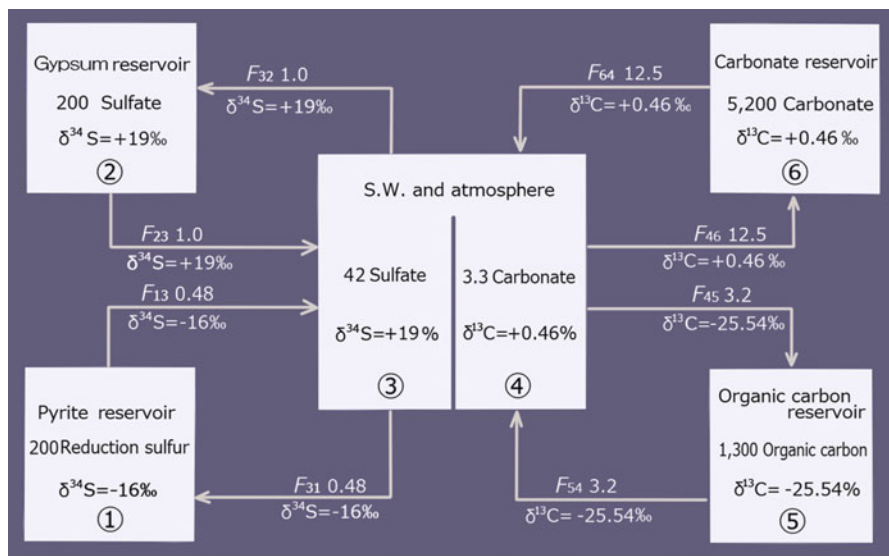 Gypsum reservoir
200 Sulfate
δ³⁴S=+19‰
②
F₃₂ 1.0
δ³⁴S=+19‰
F₂₃ 1.0
δ³⁴S=+19‰
F₁₃ 0.48
δ³⁴S=-16‰
Pyrite reservoir
200Reduction sulfur
δ³⁴S=-16‰
①
F₃₁ 0.48
δ³⁴S=-16‰
S.W. and atmosphere
42 Sulfate
δ³⁴S=+19%
③
3.3 Carbonate
δ¹³C=+0.46%
④
F₆₄ 12.5
δ¹³C=+0.46 ‰
Carbonate reservoir
5,200 Carbonate
δ¹³C=+0.46 ‰
⑥
F₄₆ 12.5
δ¹³C=+0.46 ‰
F₄₅ 3.2
δ¹³C=-25.54‰
Organic carbon
reservoir
1,300 Organic carbon
δ¹³C=-25.54%
⑤
F₅₄ 3.2
δ¹³C= -25.54‰